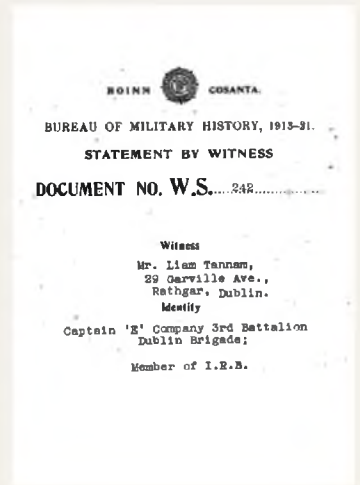 ROINN COSANTA.
BUREAU OF MILITARY HISTORY, 1913-21.
STATEMENT BY WITNESS
DOCUMENT NO. W.S. 242
Witness
Mr. Liam Tannam,
29 Garville Ave.,
Rathgar, Dublin.
Identity
Captain 'E' Company 3rd Battalion
Dublin Brigade;
Member of I.R.B.